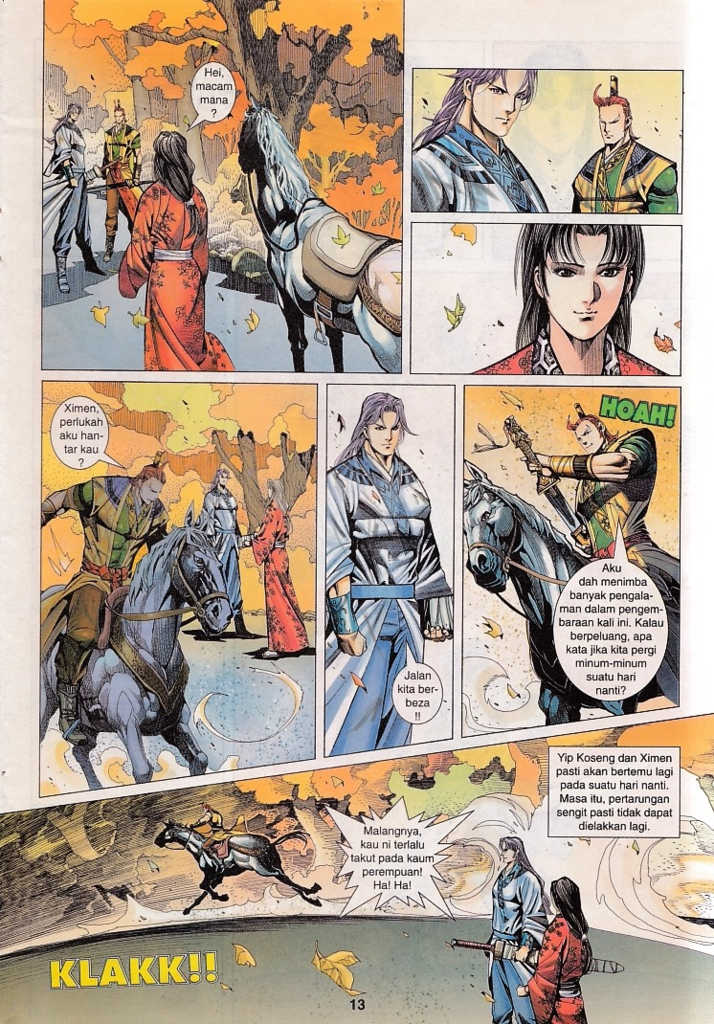 Hei,
macam
mana
?
Ximen,
perlukah
aku han-
tar kau
?
Jalan
kita ber-
beza
!!
HOAH!
Aku
dah menimba
banyak pengala-
man dalam pengem-
baraan kali ini. Kalau
berpeluang, apa
kata jika kita pergi
minum-minum
suatu hari
nanti?
Yip Koseng dan Ximen
pasti akan bertemu lagi
pada suatu hari nanti.
Masa itu, pertarungan
sengit pasti tidak dapat
dielakkan lagi.
Malangnya,
kau ni terlalu
takut pada kaum
perempuan!
Ha! Ha!
KLAKK!!
13